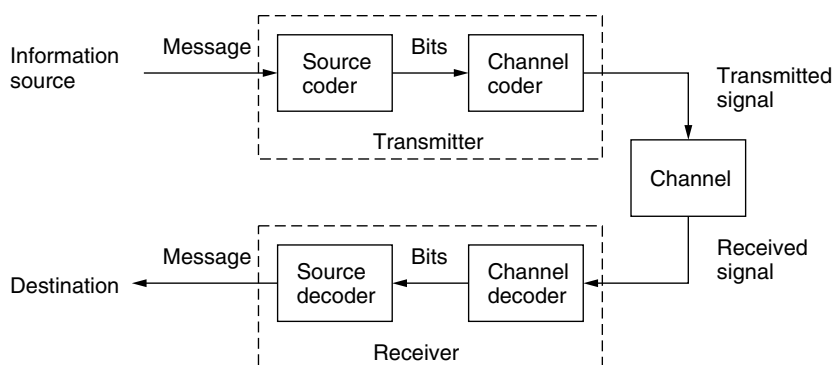 Information
source
Message
Source
coder
Bits
Channel
coder
Transmitter
Transmitted
signal
Channel
Received
signal
Channel
decoder
Bits
Source
decoder
Message
Destination
Receiver